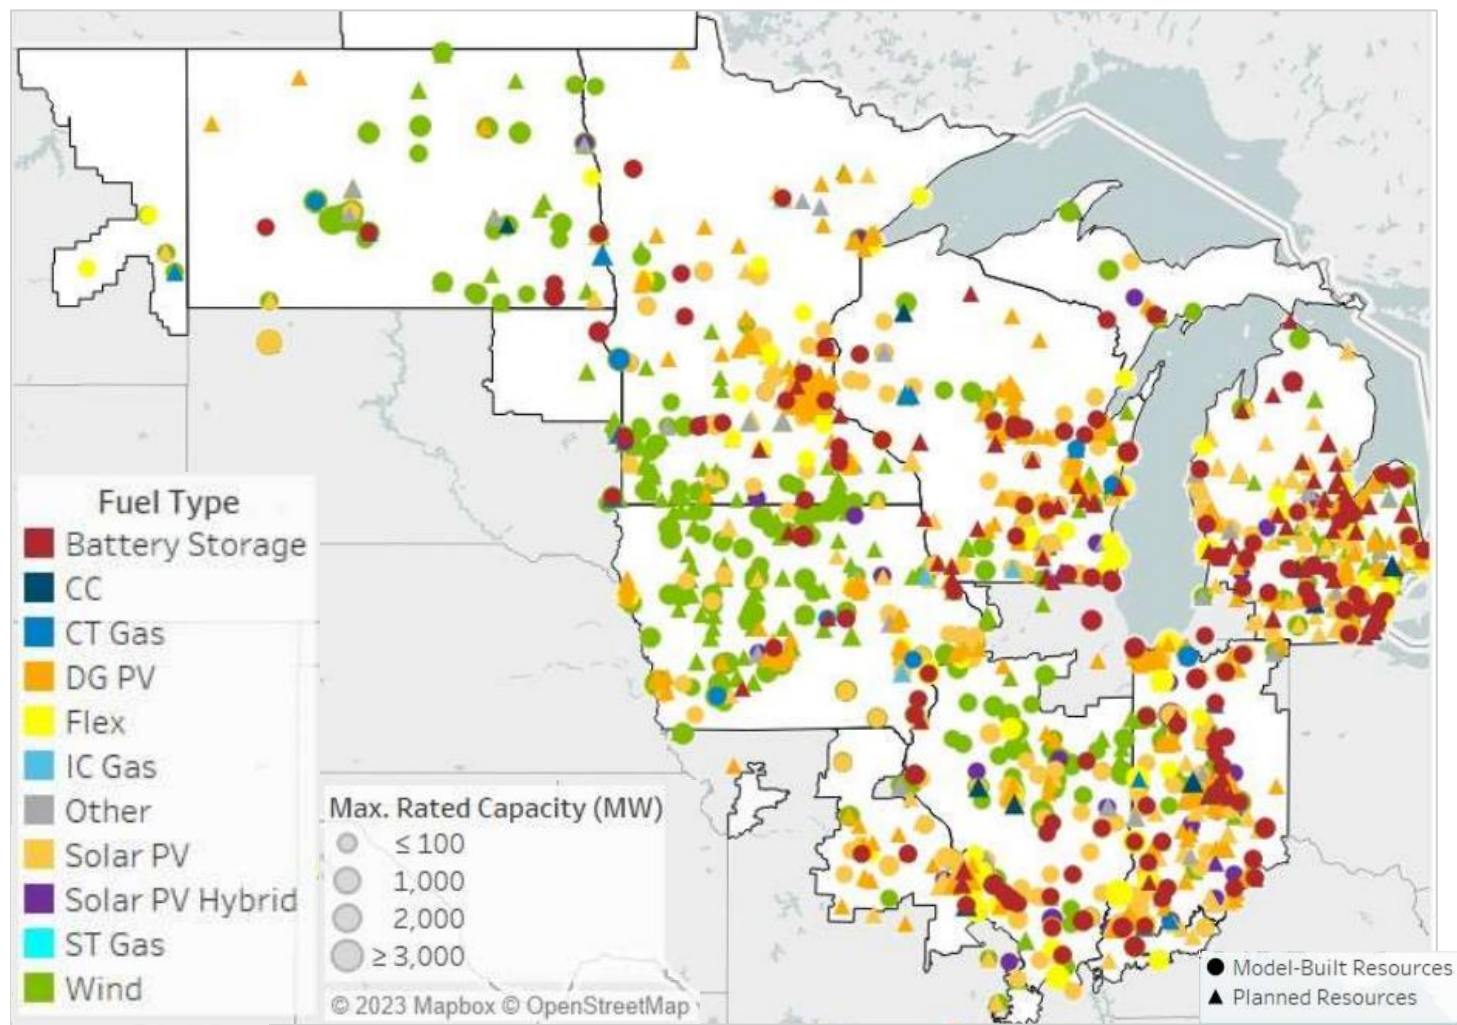 Fuel Type
Battery Storage
CC
CT Gas
DG PV
Flex
IC Gas
Other
Solar PV
Solar PV Hybrid
ST Gas
Wind
Max. Rated Capacity (MW)
≤ 100
1,000
2,000
≥ 3,000
© 2023 Mapbox © OpenStreetMap
Model-Built Resources
Planned Resources